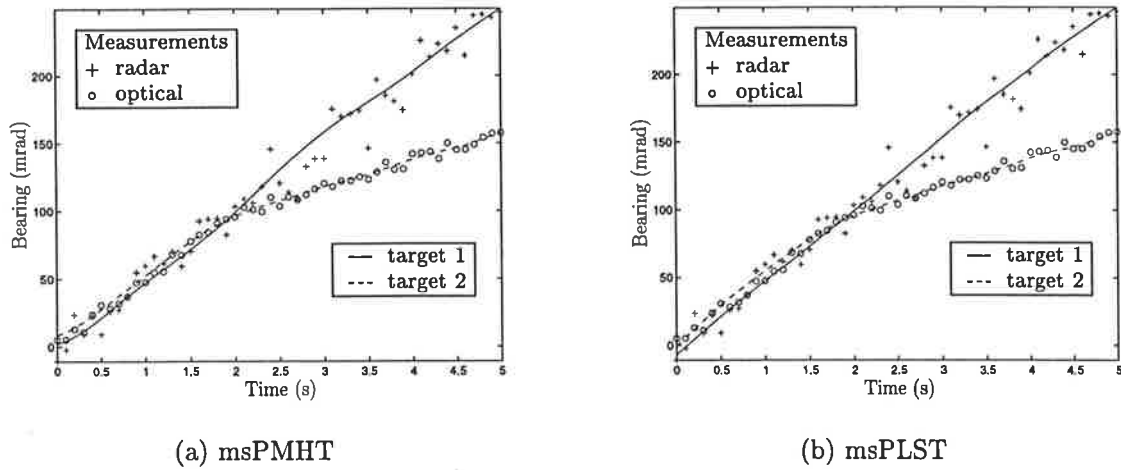 Measurements
+ radar
o optical
Bearing (mrad)
200
150
100
50
0
target 1
target 2
0 0.5 1 1.5 2 2.5 3 3.5 4 4.5 5
Time (s)
(a) msPMHT
Measurements
+ radar
o optical
Bearing (mrad)
200
150
100
50
0
target 1
target 2
0 0.5 1 1.5 2 2.5 3 3.5 4 4.5 5
Time (s)
(b) msPLST